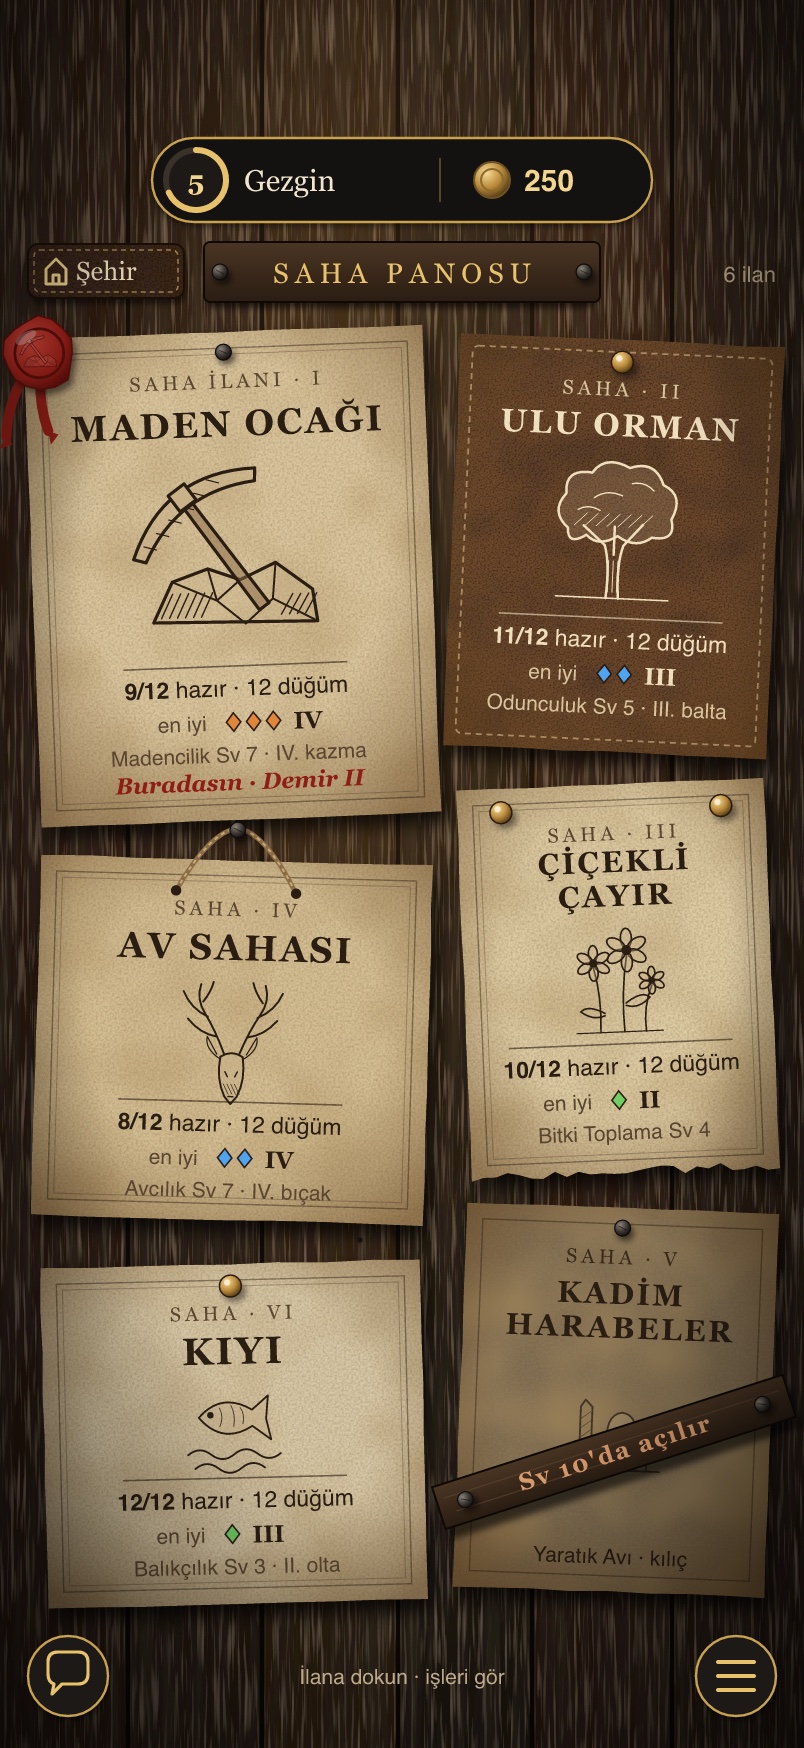 5 Gezgin 250
Şehir
SAHA PANOSU
6 ilan
SAHA İLANI · I
MADEN OCAĞI
9/12 hazır · 12 düğüm
en iyi IV
Madencilik Sv 7 · IV. kazma
Buradasın · Demir II
SAHA · II
ULU ORMAN
11/12 hazır · 12 düğüm
en iyi III
Odunculuk Sv 5 · III. balta
SAHA · III
ÇİÇEKLİ
ÇAYIR
10/12 hazır · 12 düğüm
en iyi II
Bitki Toplama Sv 4
SAHA · IV
AV SAHASI
8/12 hazır · 12 düğüm
en iyi IV
Avcılık Sv 7 · IV. bıçak
SAHA · V
KADİM
HARABELER
Sv 10'da açılır
Yaratık Avı · kılıç
SAHA · VI
KIYI
12/12 hazır · 12 düğüm
en iyi III
Balıkçılık Sv 3 · II. olta
İlana dokun · işleri gör